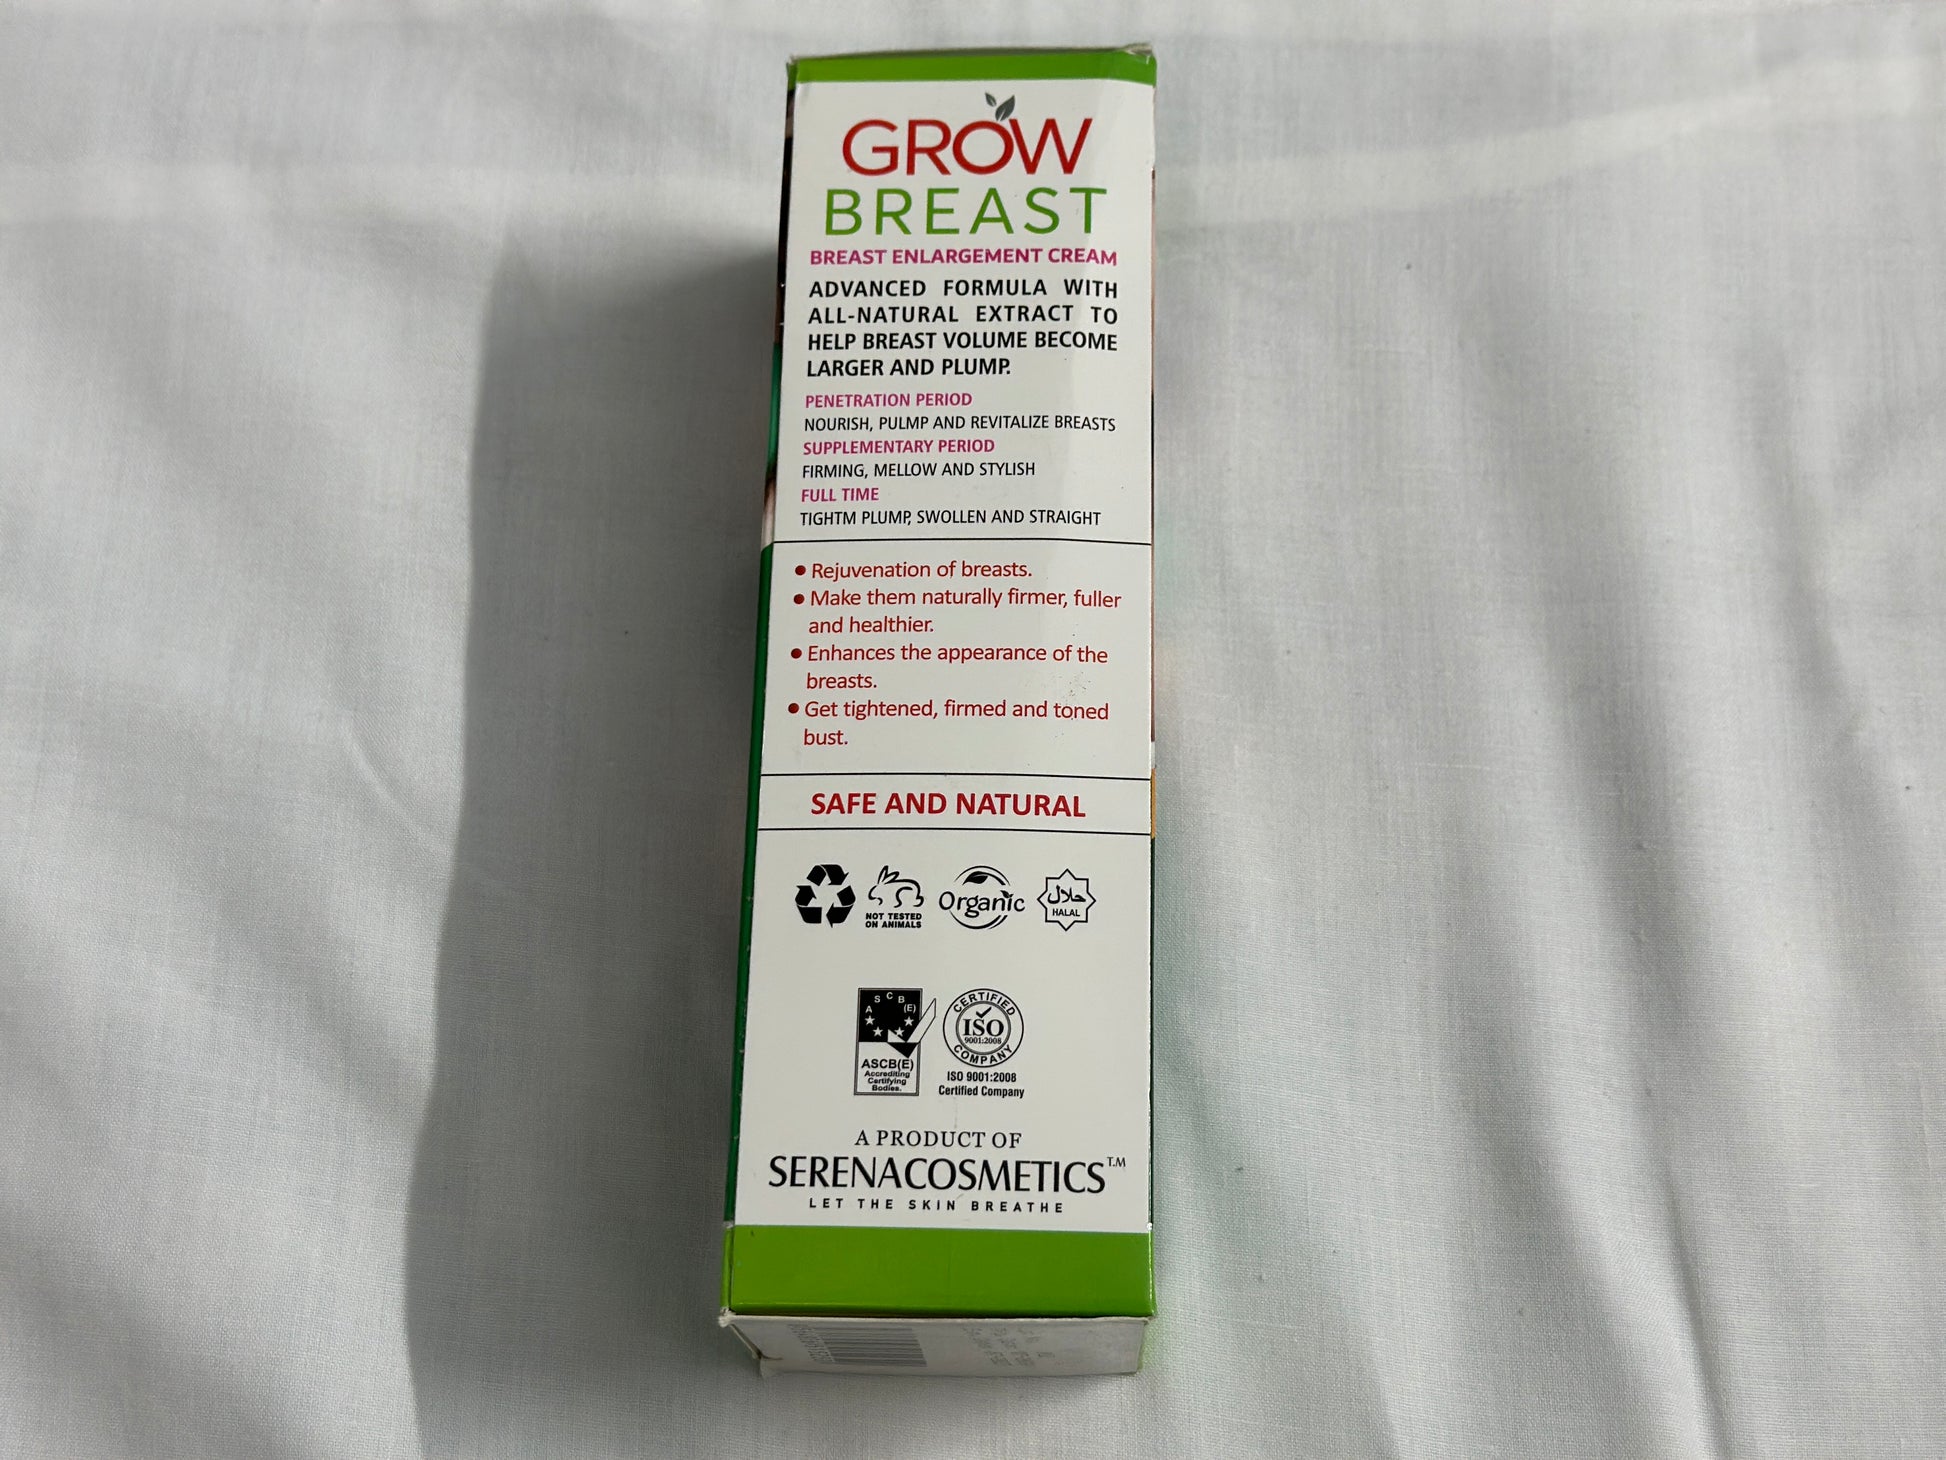 GROW
BREAST
BREAST ENLARGEMENT CREAM
ADVANCED FORMULA WITH
ALL-NATURAL EXTRACT TO
HELP BREAST VOLUME BECOME
LARGER AND PLUMP.
PENETRATION PERIOD
NOURISH, PULMP AND REVITALIZE BREASTS
SUPPLEMENTARY PERIOD
FIRMING, MELLOW AND STYLISH
FULL TIME
TIGHTM PLUMP, SWOLLEN AND STRAIGHT
• Rejuvenation of breasts.
• Make them naturally firmer, fuller
and healthier.
• Enhances the appearance of the
breasts.
• Get tightened, firmed and toned
bust.
SAFE AND NATURAL
NOT TESTED
ON ANIMALS
Organic
حلال
HALAL
A S C B (E)
ASCB(E)
Accrediting
Certifying
Bodies.
CERTIFIED
ISO
9001:2008
COMPANY
ISO 9001:2008
Certified Company
A PRODUCT OF
SERENACOSMETICS T.M
LET THE SKIN BREATHE